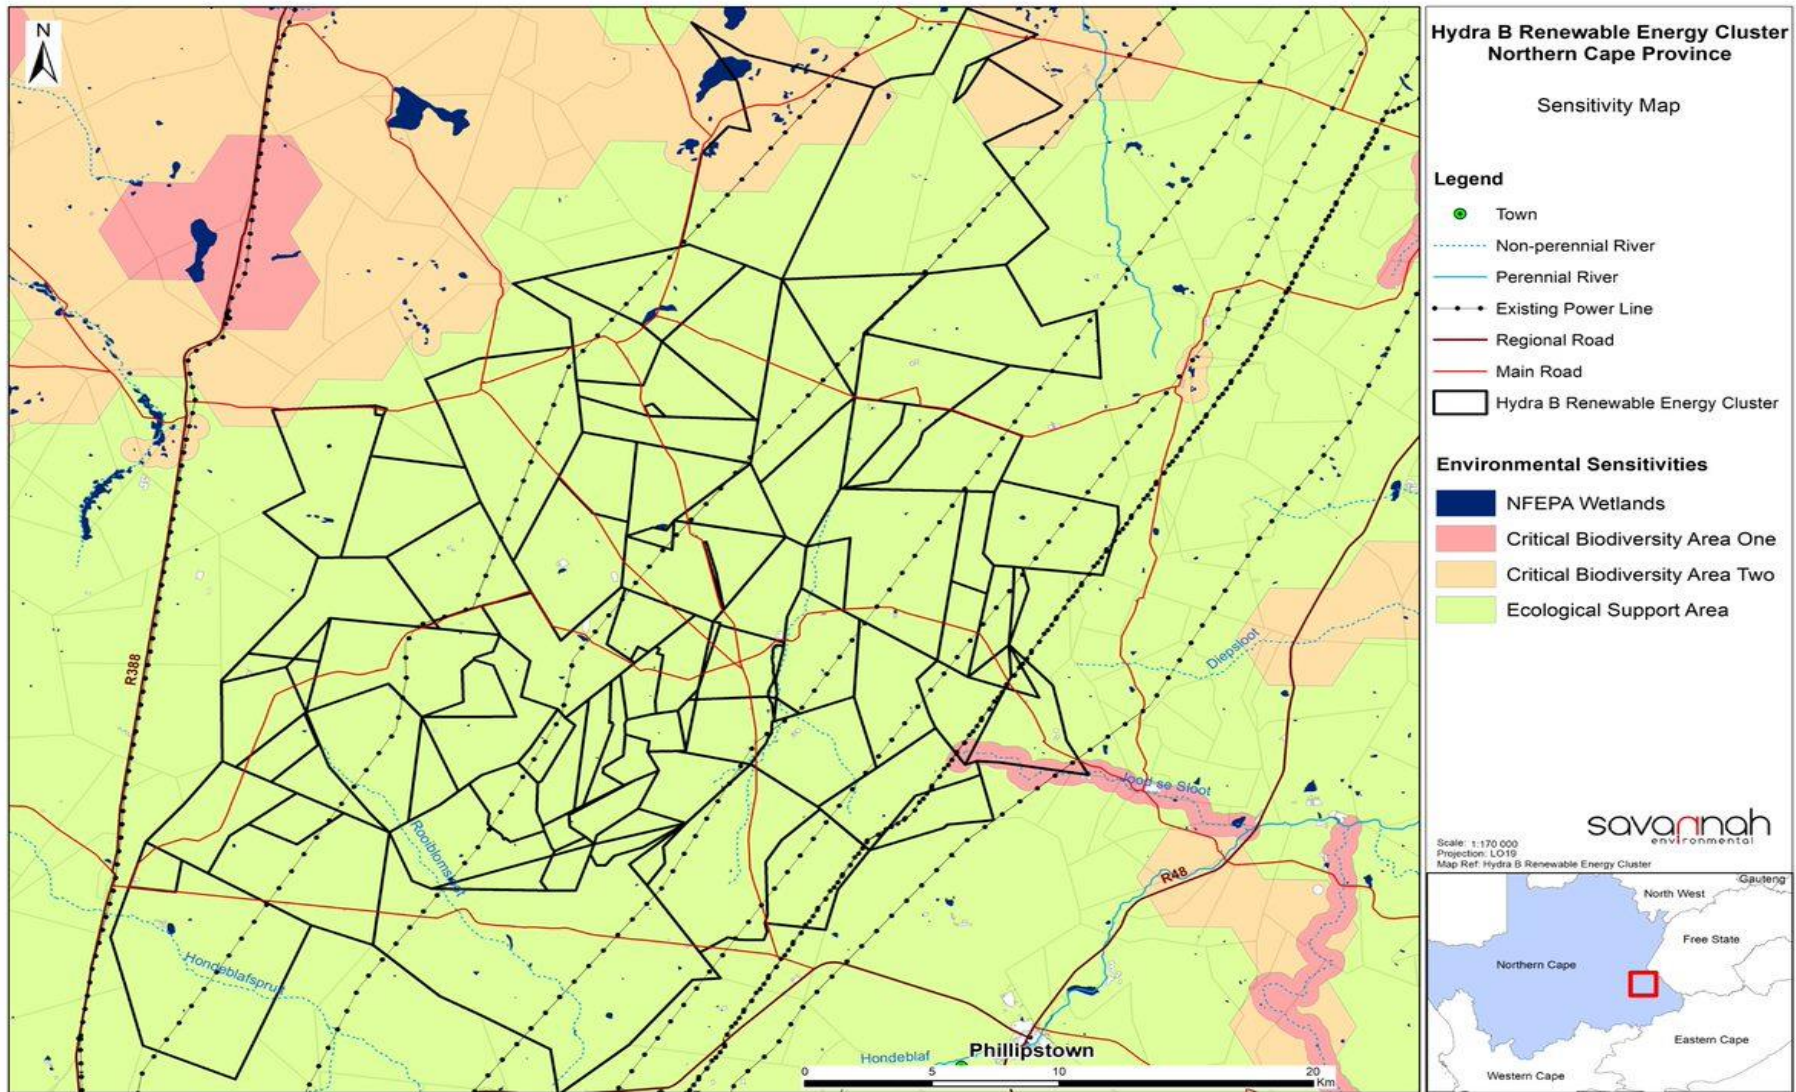 N
R388
Rooiblomskat
Hondeblafspruit
Hondeblaf
Phillipstown
R48
Jood se Sloot
Diepsloot
0 5 10 20
Km
Hydra B Renewable Energy Cluster
Northern Cape Province
Sensitivity Map
Legend
Town
Non-perennial River
Perennial River
Existing Power Line
Regional Road
Main Road
Hydra B Renewable Energy Cluster
Environmental Sensitivities
NFEPA Wetlands
Critical Biodiversity Area One
Critical Biodiversity Area Two
Ecological Support Area
savannah
environmental
Scale: 1:170 000
Projection: LO19
Map Ref: Hydra B Renewable Energy Cluster
Gauteng
North West
Free State
Northern Cape
Eastern Cape
Western Cape